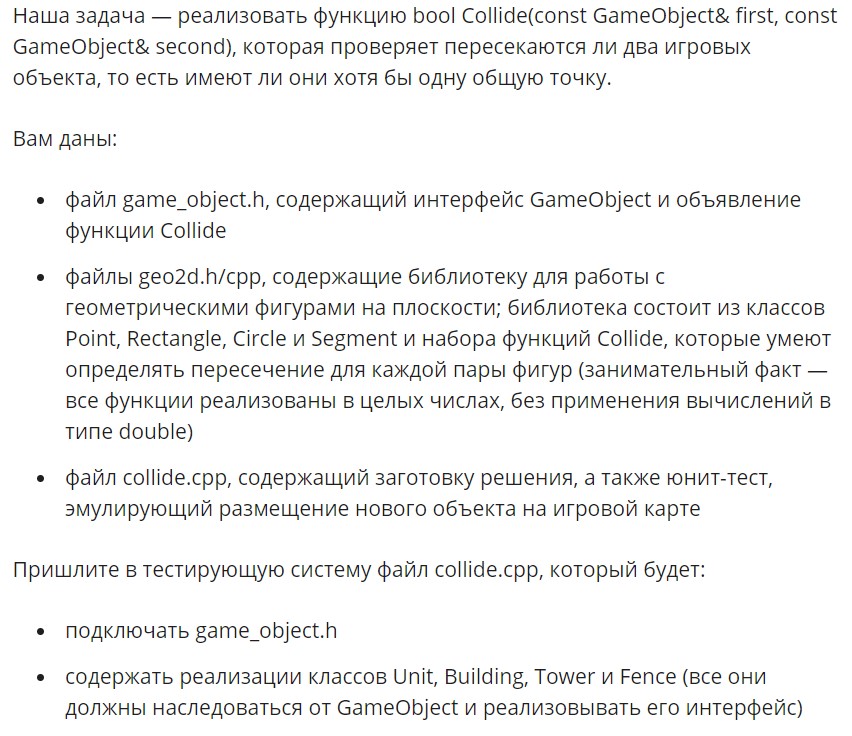 Наша задача — реализовать функцию bool Collide(const GameObject& first, const
GameObject& second), которая проверяет пересекаются ли два игровых
объекта, то есть имеют ли они хотя бы одну общую точку.
Вам даны:
• файл game_object.h, содержащий интерфейс GameObject и объявление
функции Collide
• файлы geo2d.h/cpp, содержащие библиотеку для работы с
геометрическими фигурами на плоскости; библиотека состоит из классов
Point, Rectangle, Circle и Segment и набора функций Collide, которые умеют
определять пересечение для каждой пары фигур (занимательный факт —
все функции реализованы в целых числах, без применения вычислений в
типе double)
• файл collide.cpp, содержащий заготовку решения, а также юнит-тест,
эмулирующий размещение нового объекта на игровой карте
Пришлите в тестирующую систему файл collide.cpp, который будет:
• подключать game_object.h
• содержать реализации классов Unit, Building, Tower и Fence (все они
должны наследоваться от GameObject и реализовывать его интерфейс)